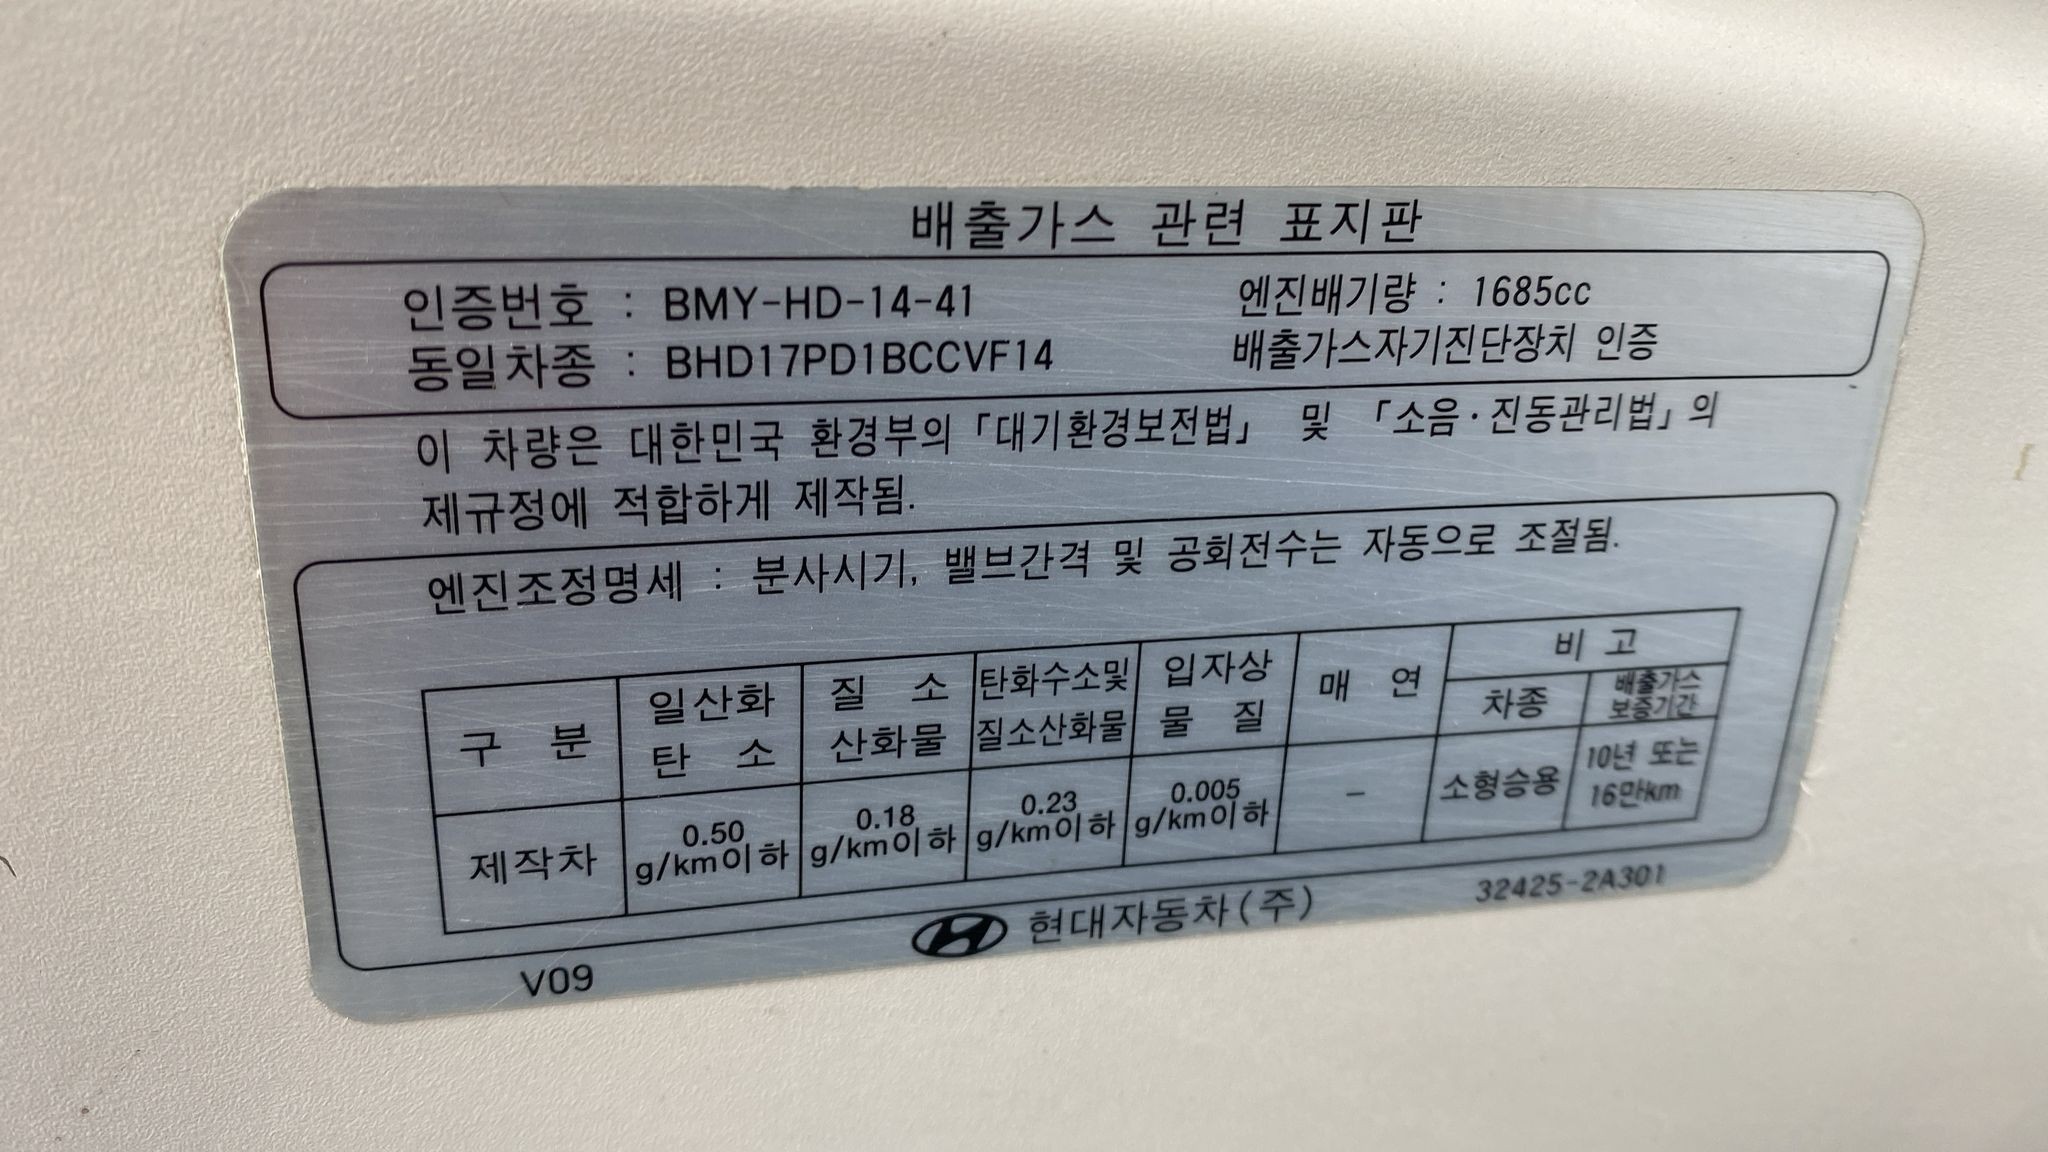 배출가스 관련 표지판
인증번호 : BMY-HD-14-41
엔진배기량 : 1685cc
동일차종 : BHD17PD1BCCVF14
배출가스자기진단장치 인증
이 차량은 대한민국 환경부의 「대기환경보전법」 및 「소음·진동관리법」의
제규정에 적합하게 제작됨.
엔진조정명세 : 분사시기, 밸브간격 및 공회전수는 자동으로 조절됨.
구 분
일산화
탄 소
질 소
산화물
탄화수소및
질소산화물
입자상
물 질
매 연
비 고
차종
배출가스
보증기간
제작차
0.50
g/km이하
0.18
g/km이하
0.23
g/km이하
0.005
g/km이하
-
소형승용
10년 또는
16만km
현대자동차(주)
32425-2A301
V09